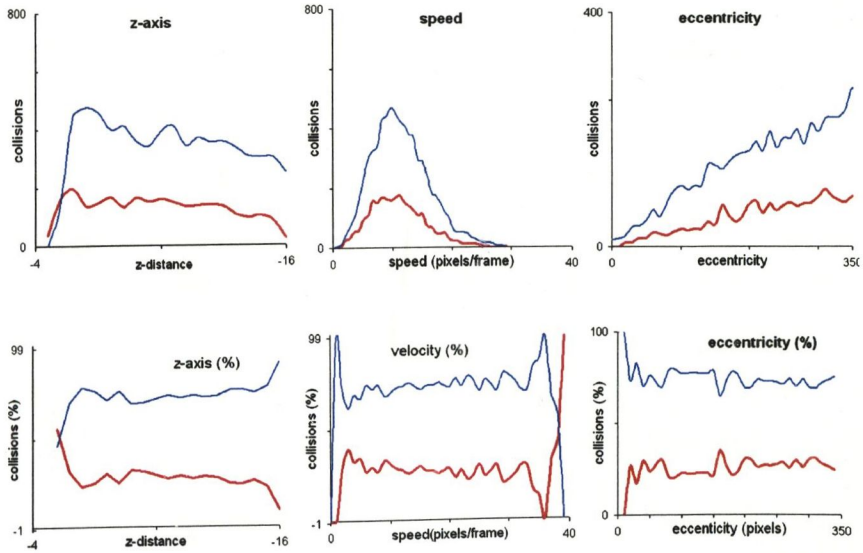 z-axis
800
collisions
0
-4
z-distance
-16
speed
800
collisions
0
0
speed (pixels/frame)
40
eccentricity
400
collisions
0
0
eccentricity
350
z-axis (%)
99
collisions (%)
-1
-4
z-distance
-16
velocity (%)
99
collisions (%)
-1
0
speed(pixels/frame)
40
eccentricity (%)
100
collisions (%)
0
0
eccenticity (pixels)
350